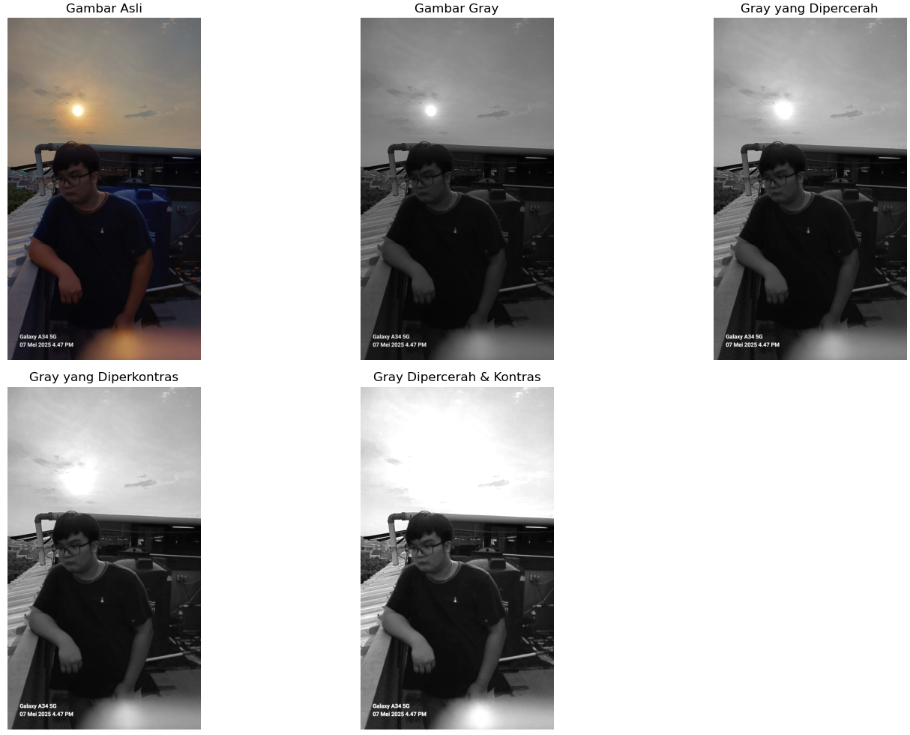 Gambar Asli
Gambar Gray
Gray yang Dipercerah
Galaxy A34 5G
07 Mei 2025 4.47 PM
Galaxy A34 5G
07 Mei 2025 4.47 PM
Galaxy A34 5G
07 Mei 2025 4.47 PM
Gray yang Diperkontras
Gray Dipercerah & Kontras
Galaxy A34 5G
07 Mei 2025 4.47 PM
Galaxy A34 5G
07 Mei 2025 4.47 PM